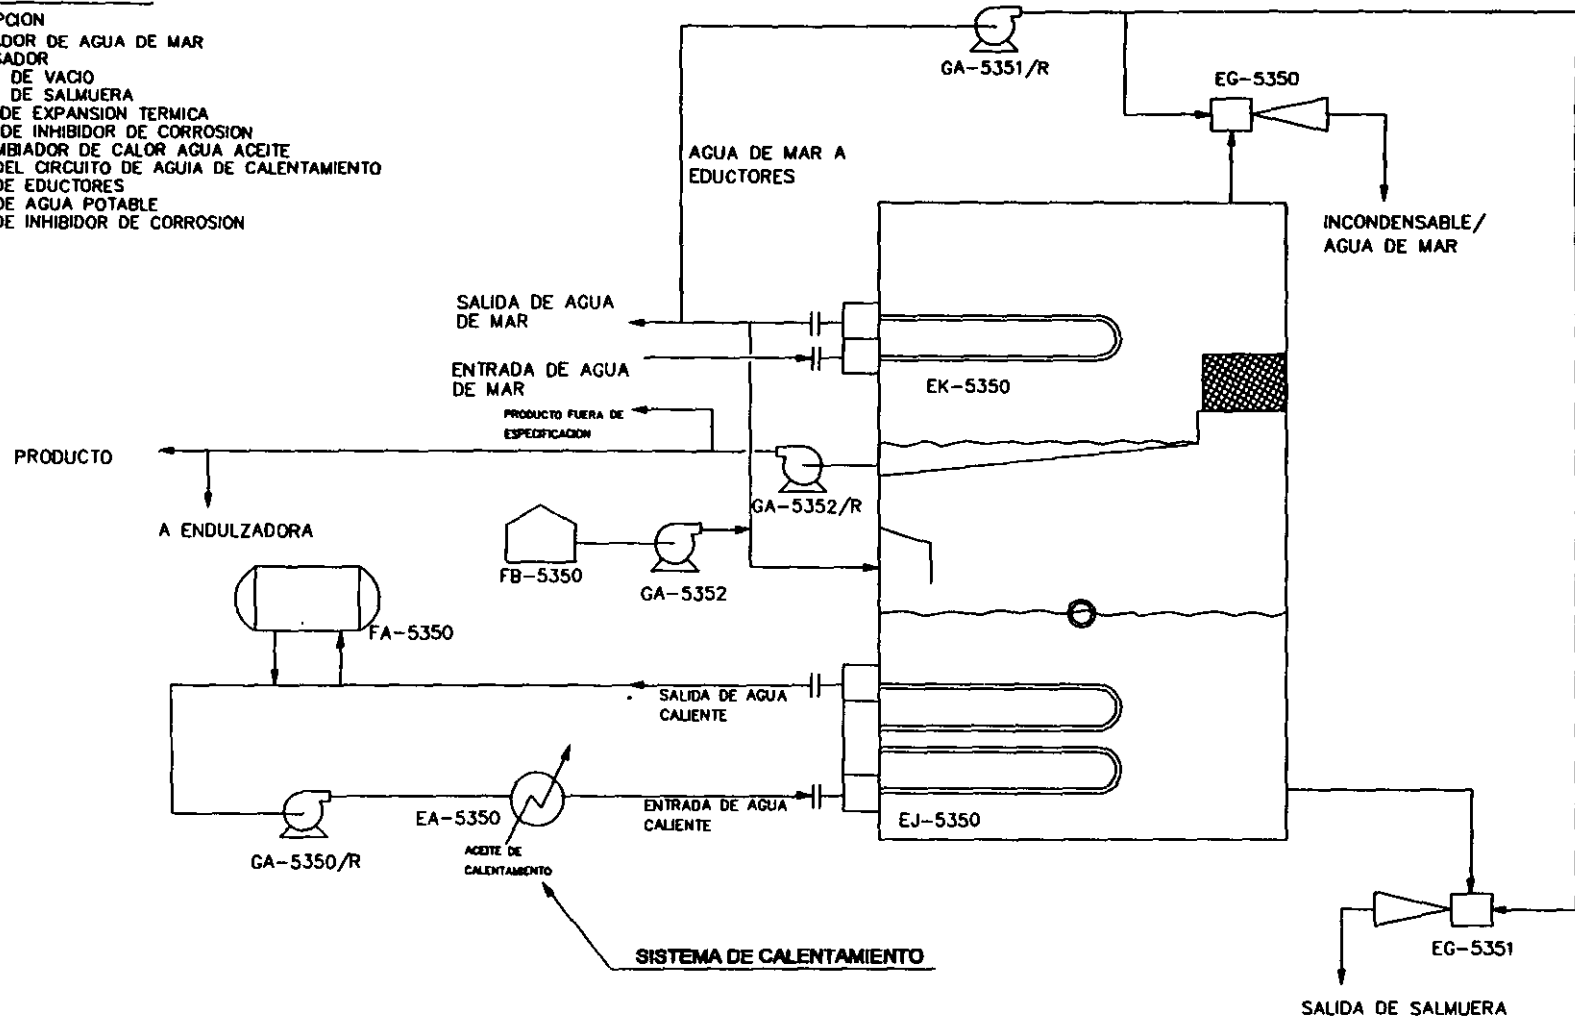 PCION
DOR DE AGUA DE MAR
SADOR
DE VACIO
DE SALMUERA
DE EXPANSION TERMICA
DE INHIBIDOR DE CORROSION
MBIADOR DE CALOR AGUA ACEITE
DEL CIRCUITO DE AGUIA DE CALENTAMIENTO
DE EDUCTORES
DE AGUA POTABLE
DE INHIBIDOR DE CORROSION
GA-5351/R
EG-5350
AGUA DE MAR A
EDUCTORES
INCONDENSABLE/
AGUA DE MAR
SALIDA DE AGUA
DE MAR
ENTRADA DE AGUA
DE MAR
EK-5350
PRODUCTO FUERA DE
ESPECIFICACION
PRODUCTO
GA-5352/R
A ENDULZADORA
FB-5350
GA-5352
FA-5350
SALIDA DE AGUA
CALIENTE
EA-5350
ENTRADA DE AGUA
CALIENTE
EJ-5350
GA-5350/R
ACEITE DE
CALENTAMIENTO
SISTEMA DE CALENTAMIENTO
EG-5351
SALIDA DE SALMUERA